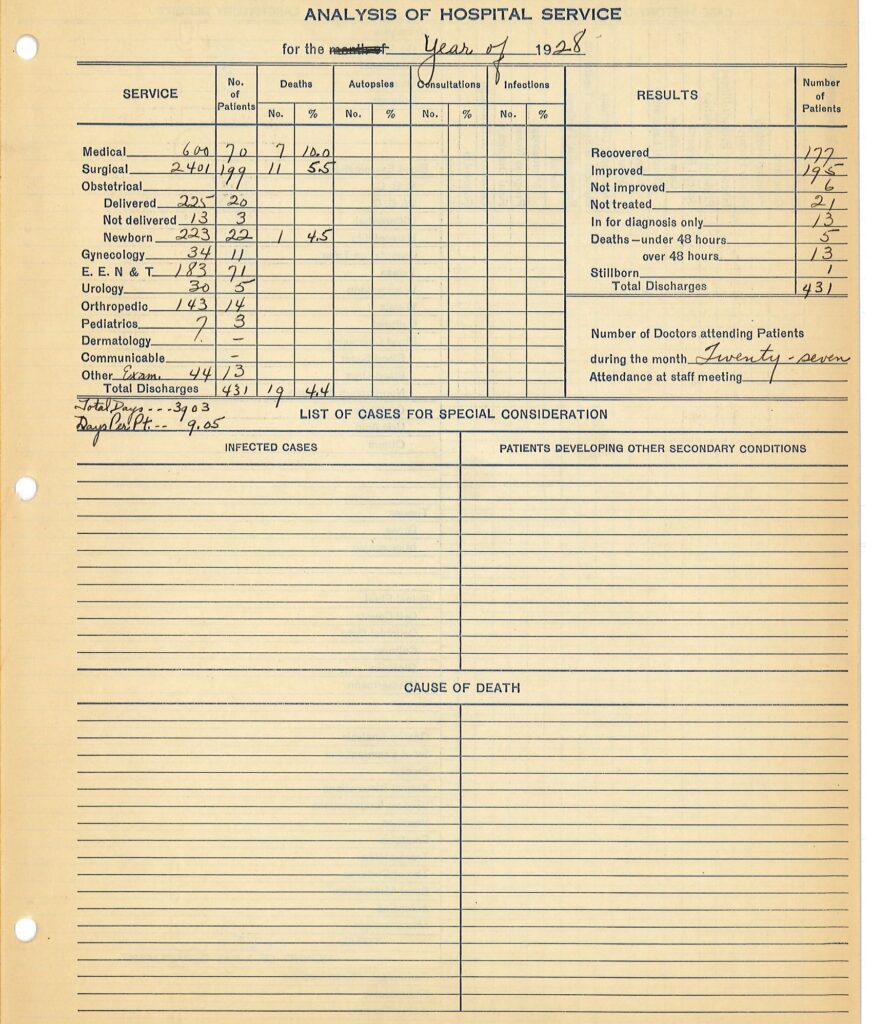 ANALYSIS OF HOSPITAL SERVICE
for the month of Year of 1928
SERVICE No. of Patients Deaths Autopsies Consultations Infections RESULTS Number of Patients
No. % No. % No. % No. %
Medical 600 70 7 10.0 Recovered 177
Surgical 2401 199 11 5.5 Improved 195
Obstetrical Not improved 6
Delivered 225 20 Not treated 21
Not delivered 13 3 In for diagnosis only 13
Newborn 223 22 1 4.5 Deaths—under 48 hours 5
Gynecology 34 11 over 48 hours 13
E. E. N & T. 183 71 Stillborn 1
Urology 30 5 Total Discharges 431
Orthopedic 143 14
Pediatrics 7 3 Number of Doctors attending Patients
Dermatology –
Communicable – during the month Twenty-seven
Other Exam. 44 13 Attendance at staff meeting
Total Discharges 431 19 4.4
Total Days --- 3903
Days Per Pt. -- 9.05
LIST OF CASES FOR SPECIAL CONSIDERATION
INFECTED CASES PATIENTS DEVELOPING OTHER SECONDARY CONDITIONS
CAUSE OF DEATH